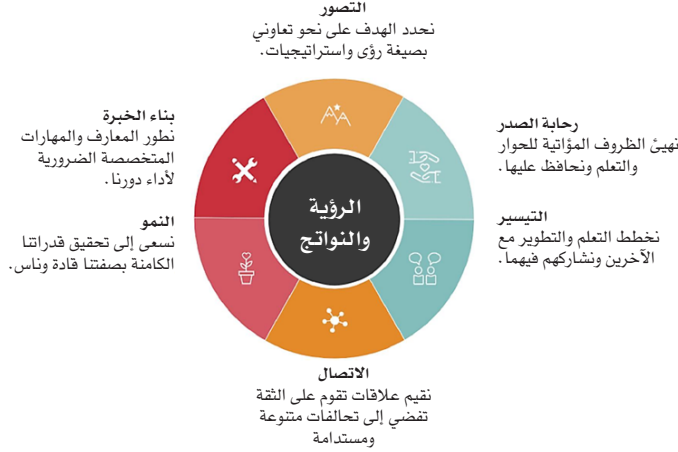 التصور
نحدد الهدف على نحو تعاوني
بصيغة رؤى واستراتيجيات.
رحابة الصدر
نهيئ الظروف المؤاتية للحوار
والتعلم ونحافظ عليها.
التيسير
نخطط التعلم والتطوير مع
الآخرين ونشاركهم فيهما.
الاتصال
نقيم علاقات تقوم على الثقة
تفضي إلى تحالفات متنوعة
ومستدامة
النمو
نسعى إلى تحقيق قدراتنا
الكامنة بصفتنا قادة وناس.
بناء الخبرة
نطور المعارف والمهارات
المتخصصة الضرورية
لأداء دورنا.
الرؤية
والنواتج